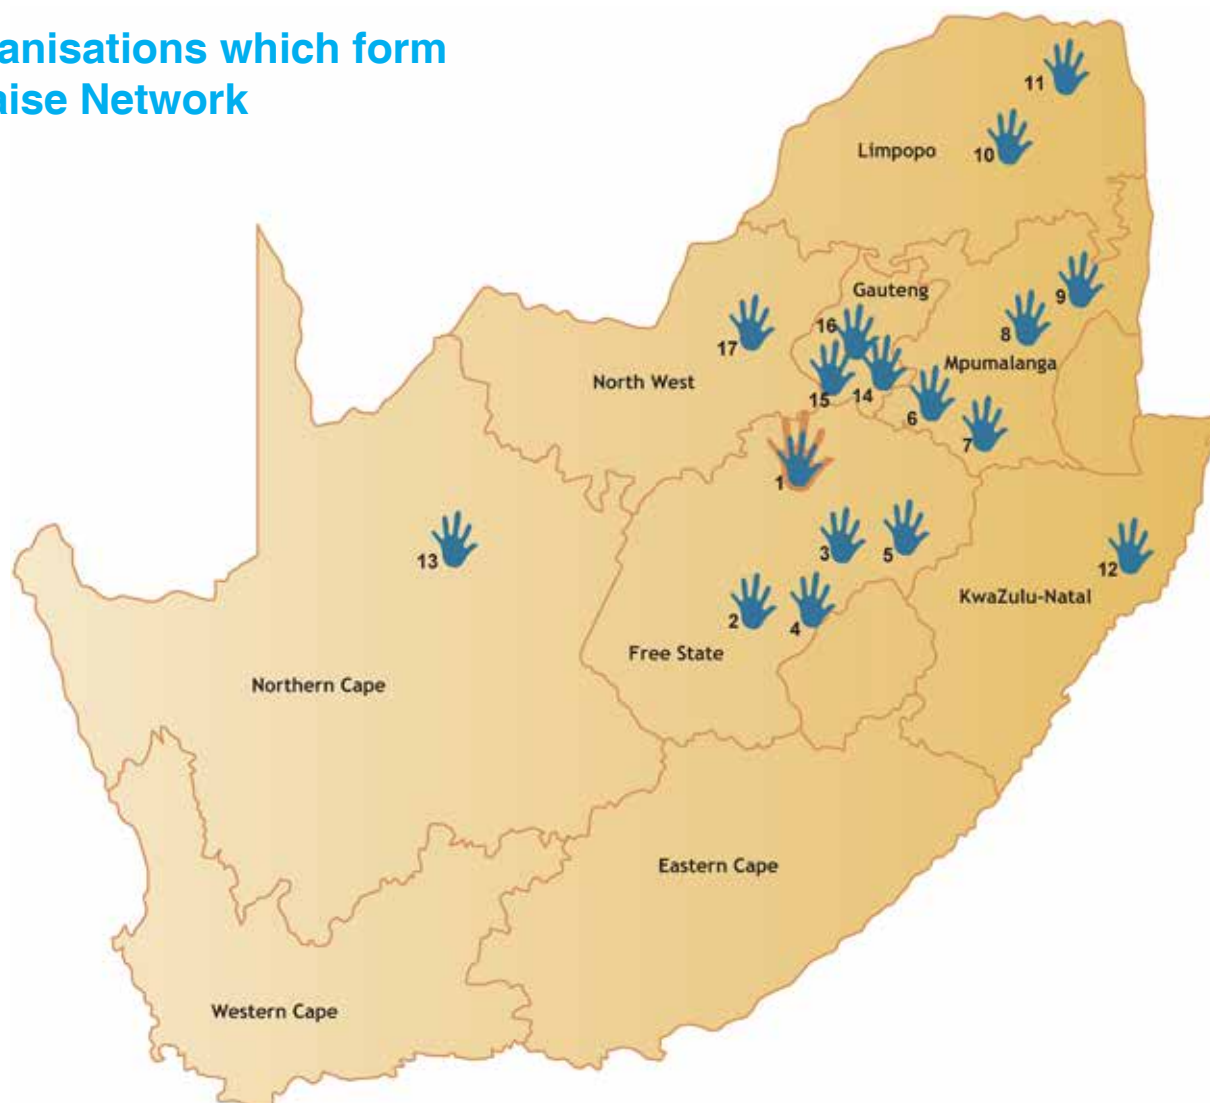 anisations which form
aise Network
11
Limpopo
10
Gauteng
9
16
8
17
Mpumalanga
North West
15
14
6
7
1
3
5
13
12
KwaZulu-Natal
2
4
Free State
Northern Cape
Eastern Cape
Western Cape